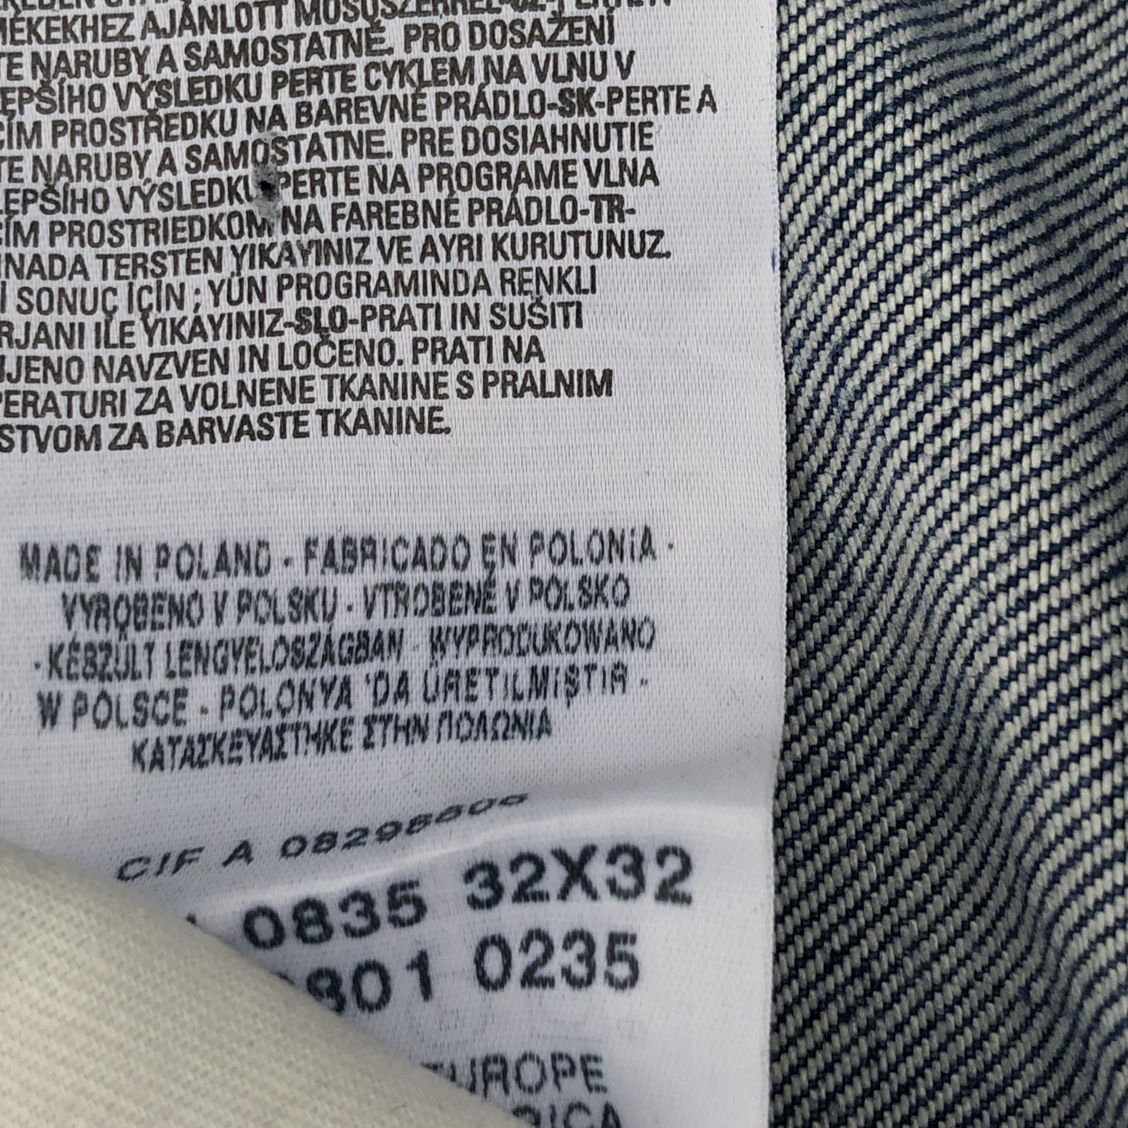 MÉKEKHEZ AJÁNLOTT MOSÓSZERREL-CZ-PERTE
TE NARUBY A SAMOSTATNĚ. PRO DOSAŽENÍ
EPŠÍHO VÝSLEDKU PERTE CYKLEM NA VLNU V
CÍM PROSTŘEDKU NA BAREVNÉ PRÁDLO-SK-PERTE A
TE NARUBY A SAMOSTATNE. PRE DOSIAHNUTIE
LEPŠÍHO VÝSLEDKU PERTE NA PROGRAME VLNA
CÍM PROSTRIEDKOM NA FAREBNÉ PRÁDLO-TR-
NADA TERSTEN YIKAYINIZ VE AYRI KURUTUNUZ.
İ SONUÇ İÇİN ; YÜN PROGRAMINDA RENKLİ
RJANI ILE YIKAYINIZ-SLO-PRATI IN SUŠITI
JENO NAVZVEN IN LOČENO. PRATI NA
PERATURI ZA VOLNENE TKANINE S PRALNIM
STVOM ZA BARVASTE TKANINE.
MADE IN POLAND · FABRICADO EN POLONIA ·
VYROBENO V POLSKU · VTROBENÉ V POLSKO
· KÉSZÜLT LENGYELOSZÁGBAN · WYPRODUKOWANO
W POLSCE · POLONYA 'DA ÜRETILMIŞTIR ·
ΚΑΤΑΣΚΕΥΑΣΤΗΚΕ ΣΤΗΝ ΠΟΛΩΝΙΑ
CIF A 08298606
0835 32X32
801 0235
EUROPE
RICA